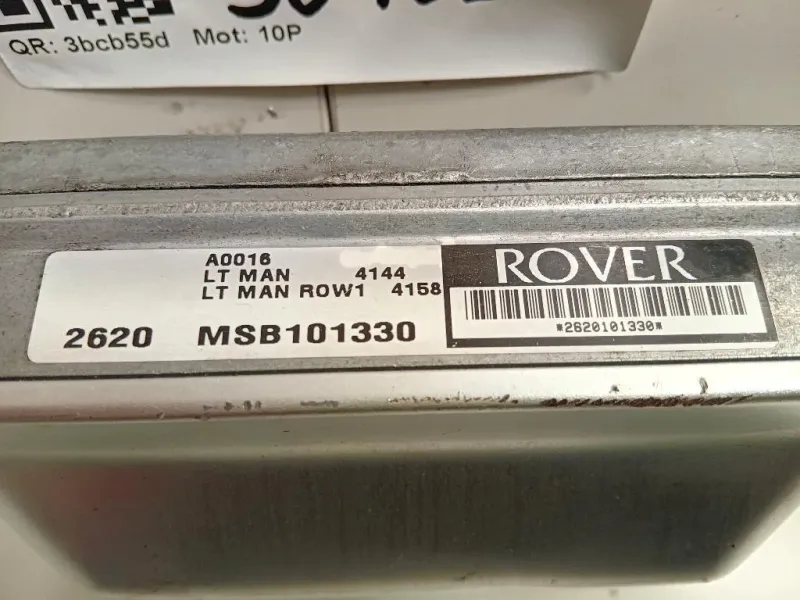 QR: 3bcb55d Mot: 10P
A0016
LT MAN 4144
LT MAN ROW1 4158
2620 MSB101330
ROVER
*2620101330*